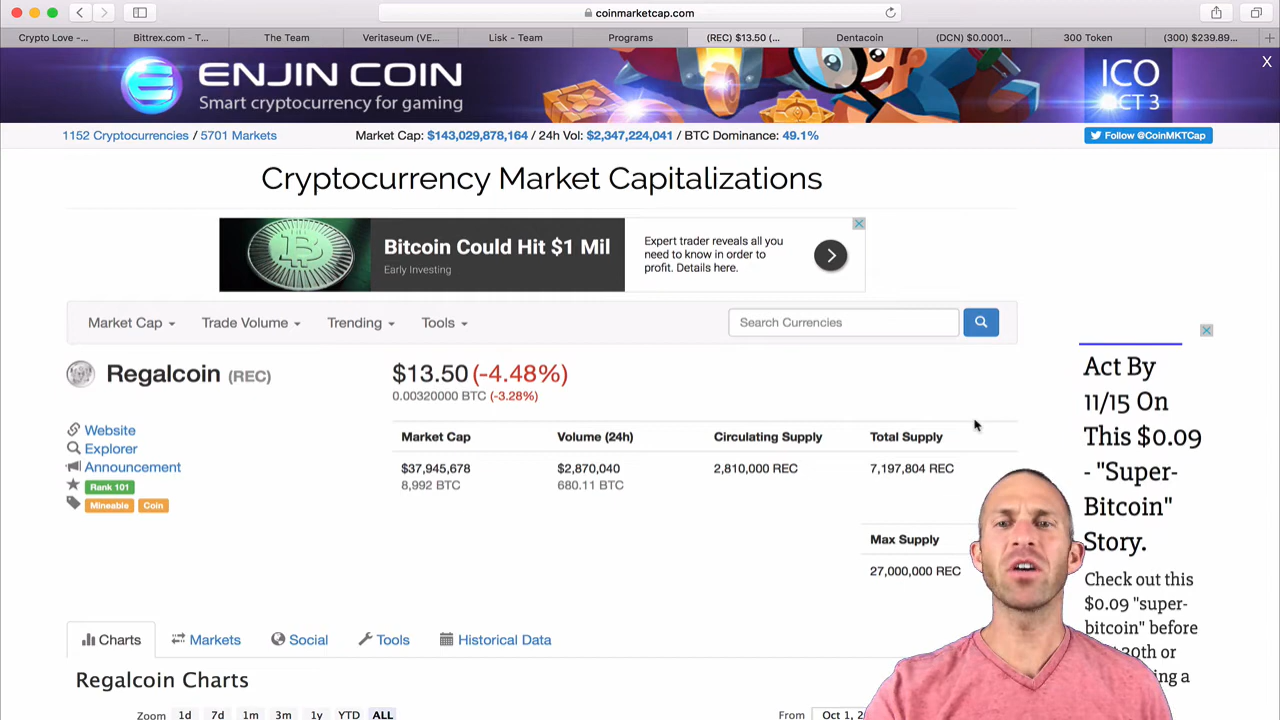 coinmarketcap.com
Crypto Love -...
Bittrex.com - T...
The Team
Veritaseum (VE...
Lisk - Team
Programs
(REC) $13.50 (...
Dentacoin
(DCN) $0.0001...
300 Token
(300) $239.89...
ENJIN COIN
Smart cryptocurrency for gaming
ICO
X
1152 Cryptocurrencies / 5701 Markets
Market Cap: $143,029,878,164 / 24h Vol: $2,347,224,041 / BTC Dominance: 49.1%
Follow @CoinMKTCap
Cryptocurrency Market Capitalizations
Bitcoin Could Hit $1 Mil
Early Investing
Expert trader reveals all you
need to know in order to
profit. Details here.
Market Cap
Trade Volume
Trending
Tools
Search Currencies
Regalcoin (REC)
$13.50 (-4.48%)
0.00320000 BTC (-3.28%)
Website
Explorer
Announcement
Rank 101
Mineable
Coin
Market Cap
Volume (24h)
Circulating Supply
Total Supply
$37,945,678
$2,870,040
2,810,000 REC
7,197,804 REC
8,992 BTC
680.11 BTC
Max Supply
27,000,000 REC
Act By
11/15 On
This $0.09
- "Super-
Bitcoin"
Story.
Check out this
$0.09 "super-
bitcoin" before
30th or
Charts
Markets
Social
Tools
Historical Data
Regalcoin Charts
Zoom
1d
7d
1m
3m
1y
YTD
ALL
From
Oct 1, 2